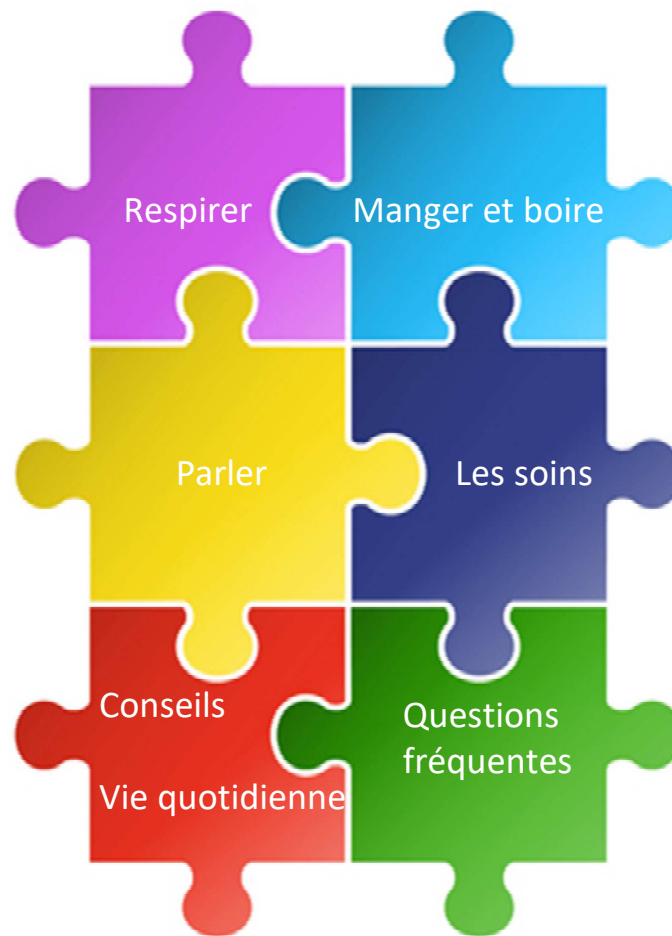 Respirer
Manger et boire
Parler
Les soins
Conseils
Vie quotidienne
Questions
fréquentes